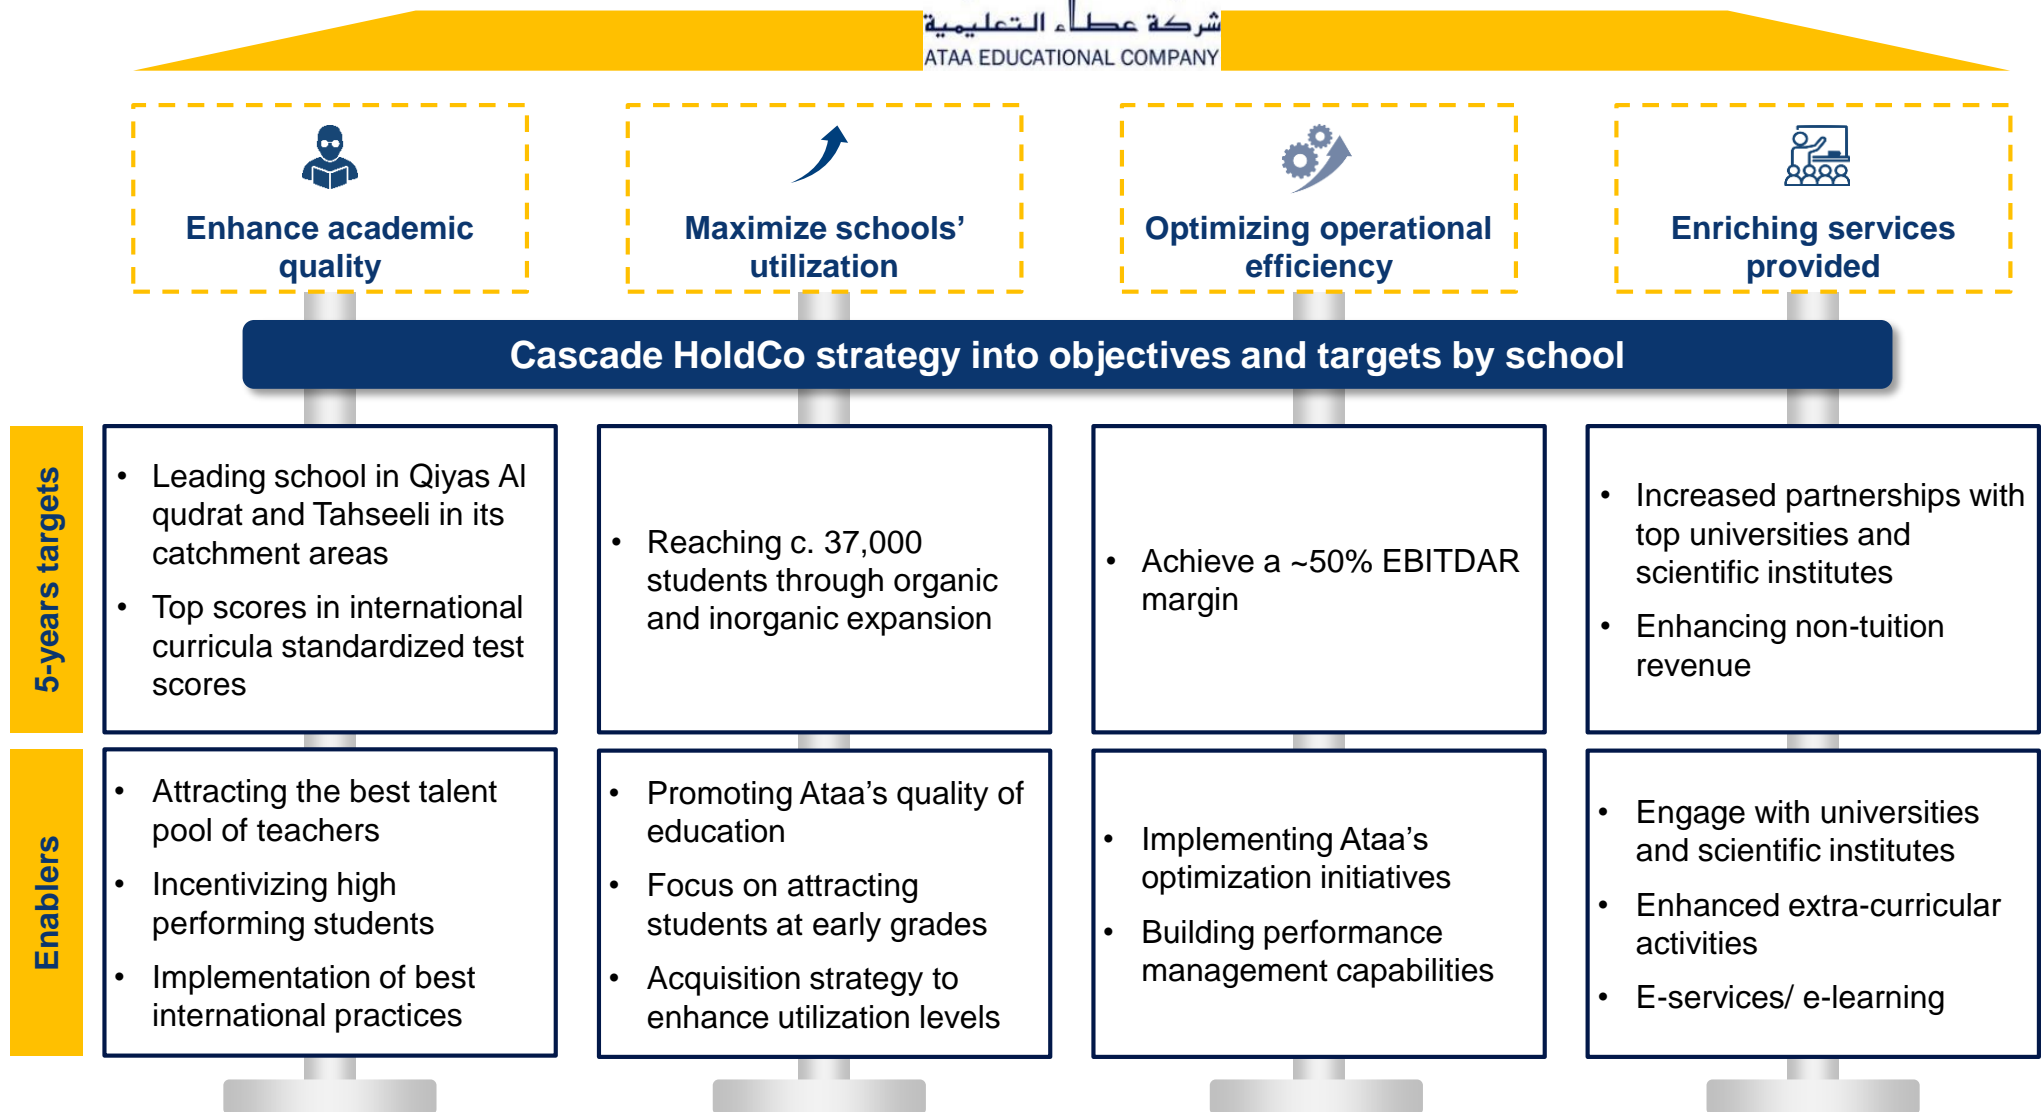 شركة عطاء التعليمية
ATAA EDUCATIONAL COMPANY
Enhance academic
quality
Maximize schools’
utilization
Optimizing operational
efficiency
Enriching services
provided
Cascade HoldCo strategy into objectives and targets by school
5-years targets
• Leading school in Qiyas Al
qudrat and Tahseeli in its
catchment areas
• Top scores in international
curricula standardized test
scores
• Reaching c. 37,000
students through organic
and inorganic expansion
• Achieve a ~50% EBITDAR
margin
• Increased partnerships with
top universities and
scientific institutes
• Enhancing non-tuition
revenue
Enablers
• Attracting the best talent
pool of teachers
• Incentivizing high
performing students
• Implementation of best
international practices
• Promoting Ataa’s quality of
education
• Focus on attracting
students at early grades
• Acquisition strategy to
enhance utilization levels
• Implementing Ataa’s
optimization initiatives
• Building performance
management capabilities
• Engage with universities
and scientific institutes
• Enhanced extra-curricular
activities
• E-services/ e-learning